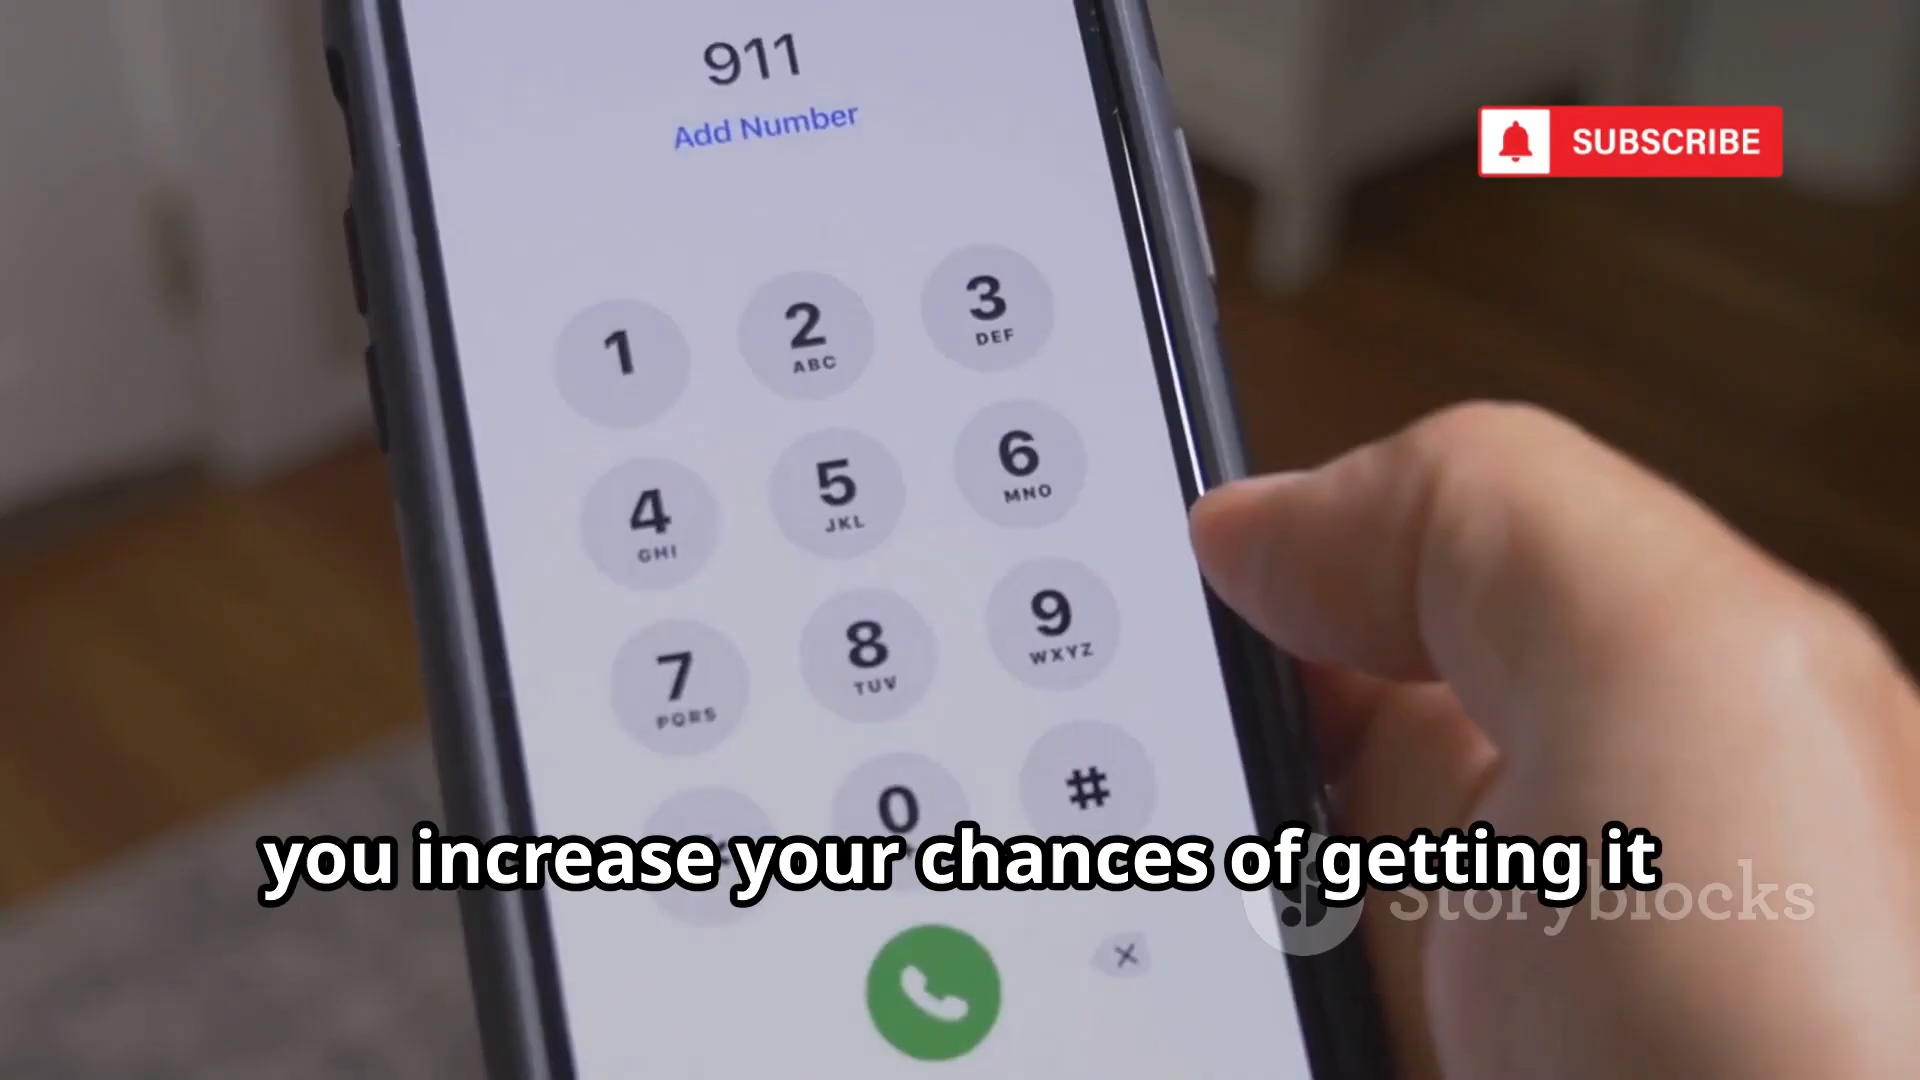 911
Add Number
SUBSCRIBE
1
2
ABC
3
DEF
4
GHI
5
JKL
6
MNO
7
PQRS
8
TUV
9
WXYZ
0
#
you increase your chances of getting it
Storyblocks